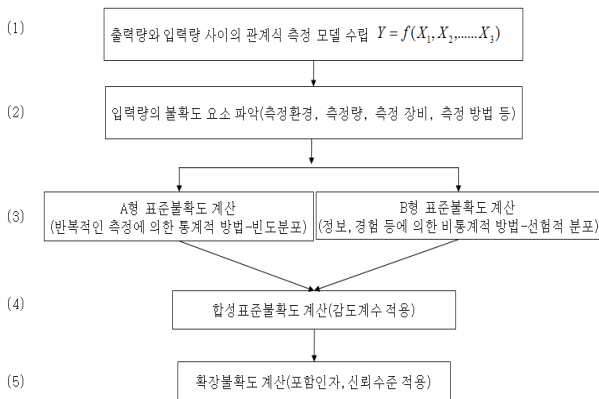 (1) 출력량와 입력량 사이의 관계식 측정 모델 수립 Y = f(X₁, X₂,......X₃)
(2) 입력량의 불확도 요소 파악(측정환경, 측정량, 측정 장비, 측정 방법 등)
(3)
A형 표준불확도 계산
(반복적인 측정에 의한 통계적 방법-빈도분포)
B형 표준불확도 계산
(정보,경험 등에 의한 비통계적 방법-선험적 분포)
(4) 합성표준불확도 계산(감도계수 적용)
(5) 확장불확도 계산(포함인자,신뢰수준 적용)